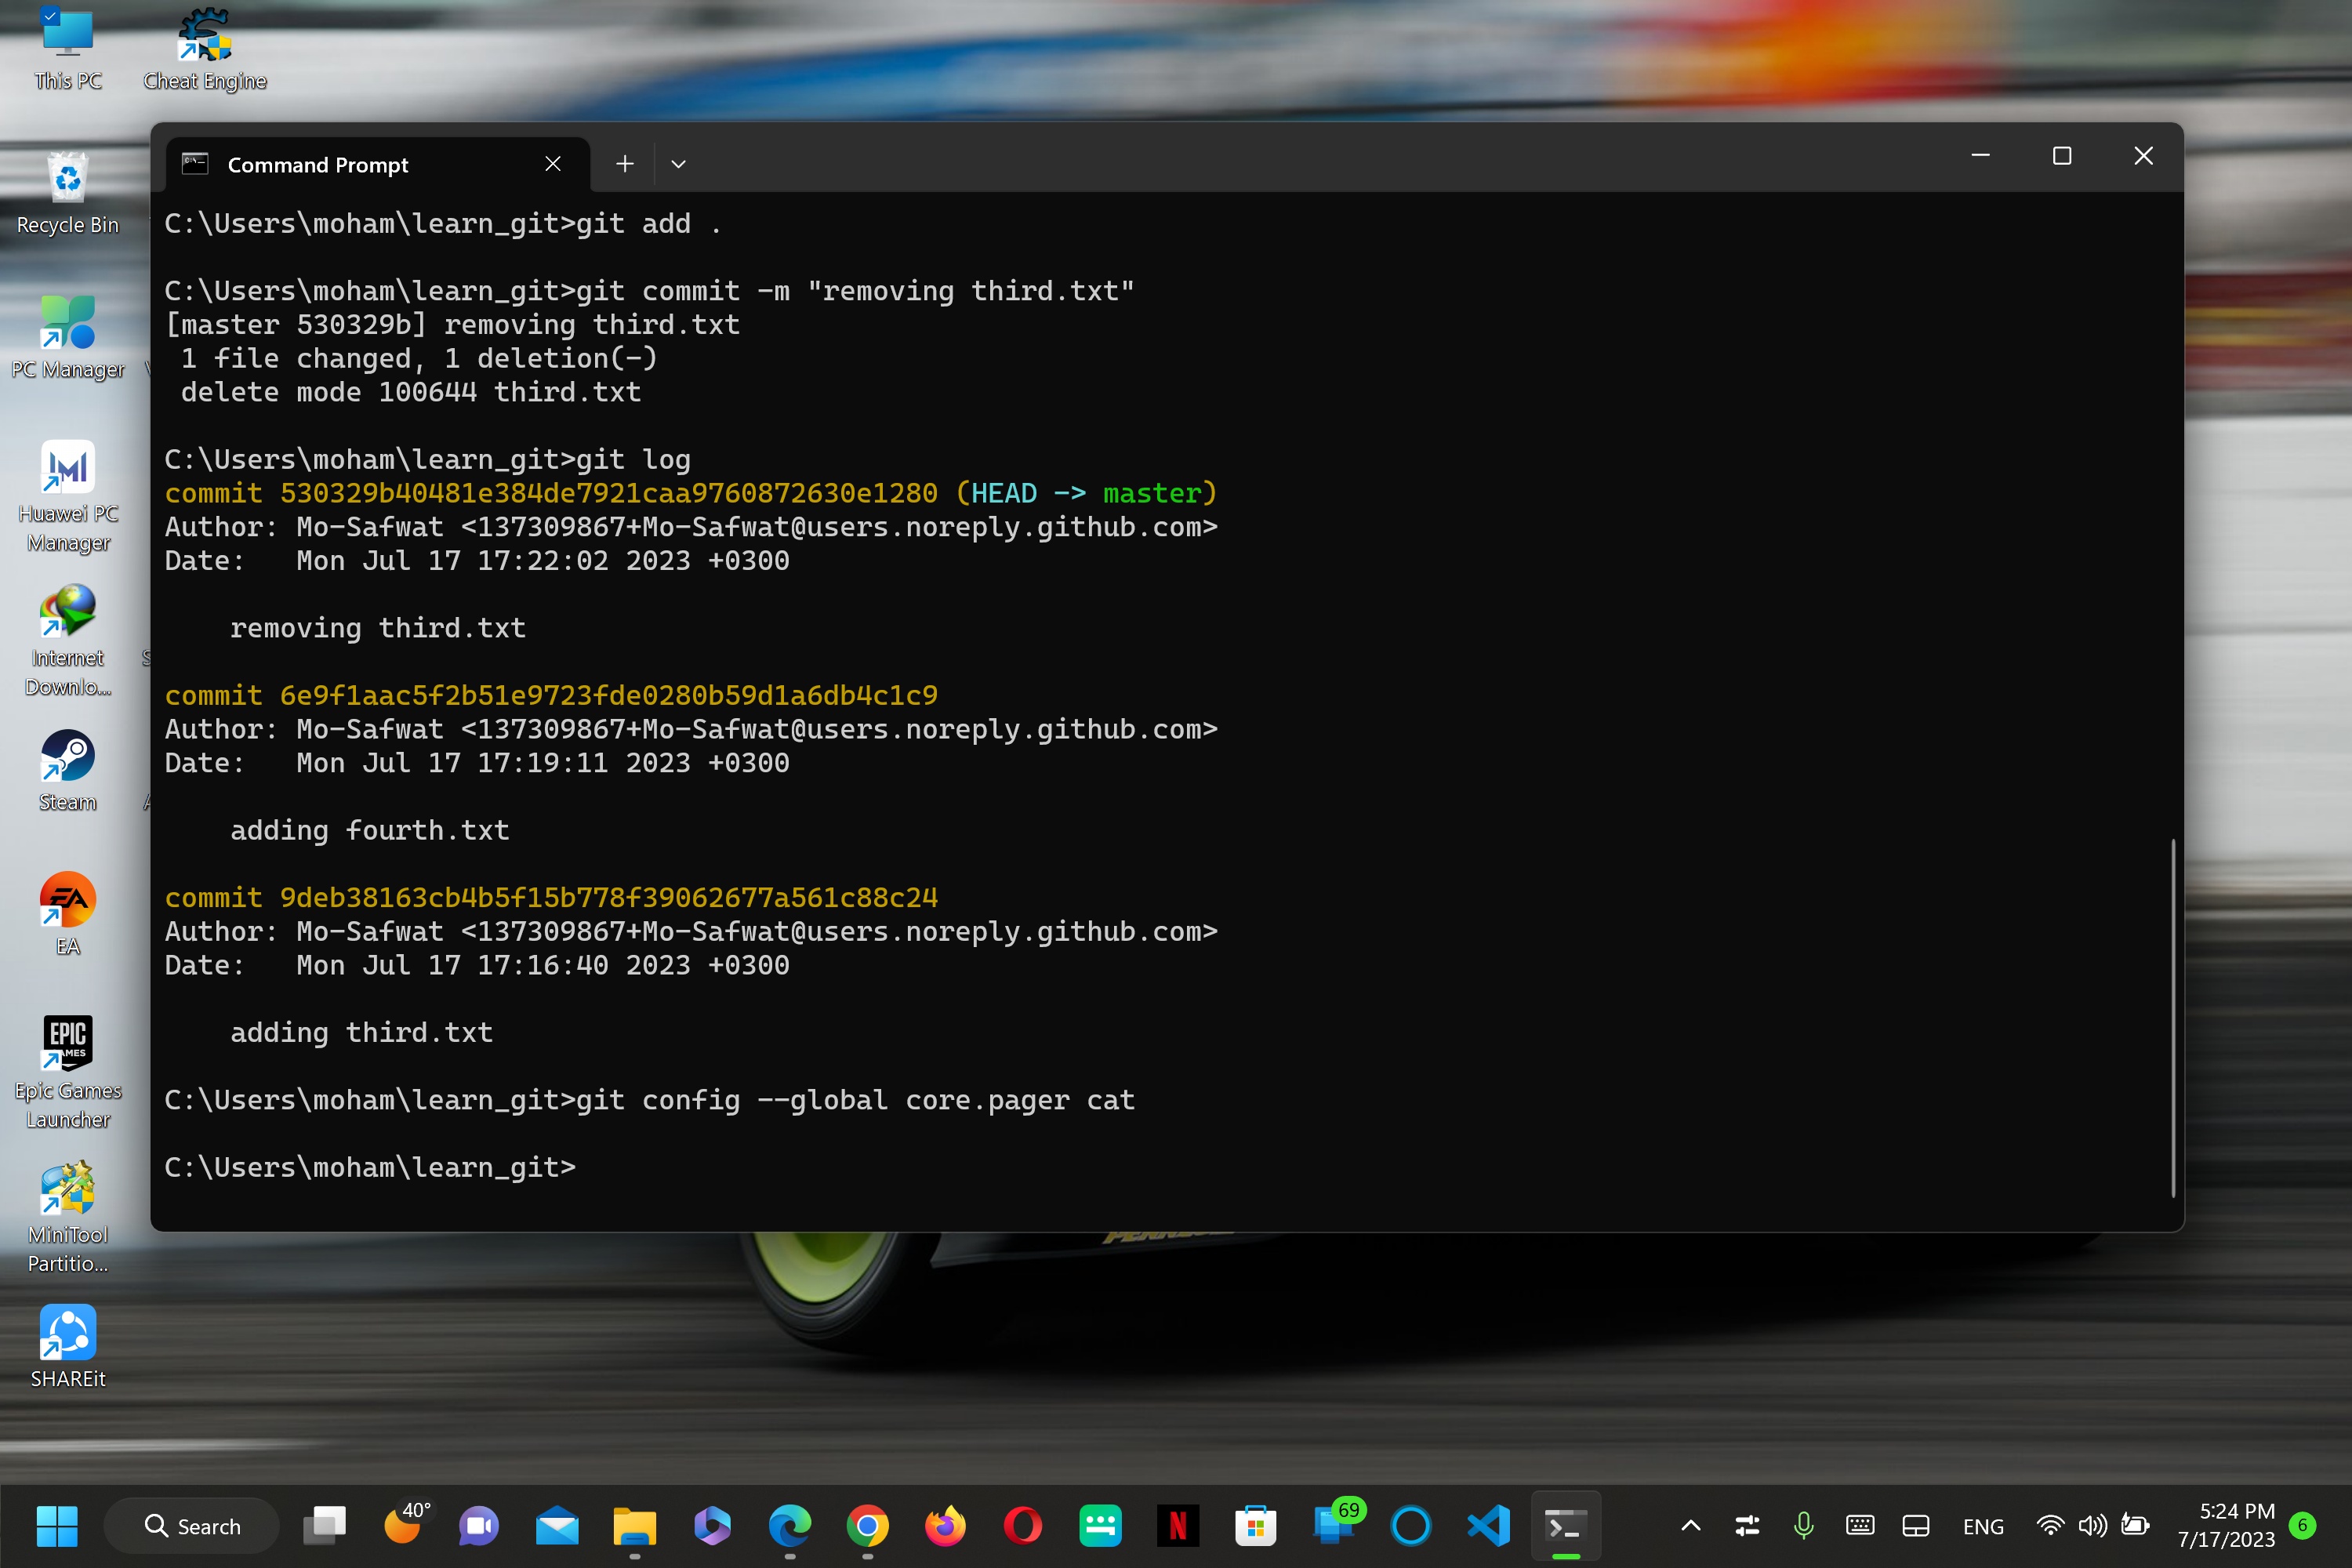 This PC
Cheat Engine
Recycle Bin
PC Manager
Huawei PC
Manager
Internet
Downlo...
Steam
EA
EA
EPIC
GAMES
Epic Games
Launcher
MiniTool
Partitio...
SHAREit
Command Prompt
C:\Users\moham\learn_git>git add .
C:\Users\moham\learn_git>git commit -m "removing third.txt"
[master 530329b] removing third.txt
1 file changed, 1 deletion(-)
delete mode 100644 third.txt
C:\Users\moham\learn_git>git log
commit 530329b40481e384de7921caa9760872630e1280 (HEAD -> master)
Author: Mo-Safwat <137309867+Mo-Safwat@users.noreply.github.com>
Date:   Mon Jul 17 17:22:02 2023 +0300
removing third.txt
commit 6e9f1aac5f2b51e9723fde0280b59d1a6db4c1c9
Author: Mo-Safwat <137309867+Mo-Safwat@users.noreply.github.com>
Date:   Mon Jul 17 17:19:11 2023 +0300
adding fourth.txt
commit 9deb38163cb4b5f15b778f39062677a561c88c24
Author: Mo-Safwat <137309867+Mo-Safwat@users.noreply.github.com>
Date:   Mon Jul 17 17:16:40 2023 +0300
adding third.txt
C:\Users\moham\learn_git>git config --global core.pager cat
C:\Users\moham\learn_git>
Search
40°
N
69
ENG
5:24 PM
7/17/2023
6